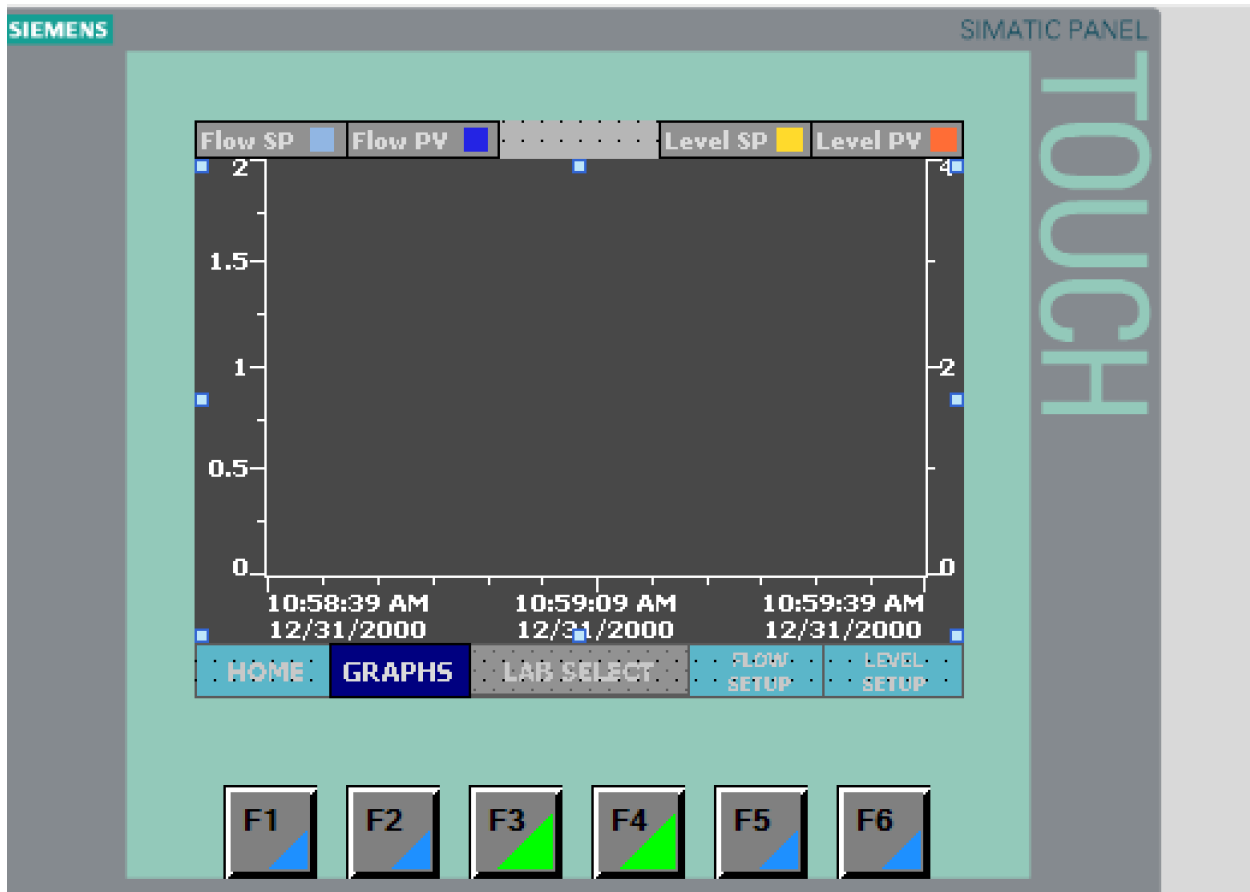 SIEMENS
SIMATIC PANEL
TOUCH
Flow SP
Flow PV
Level SP
Level PV
2
4
1.5
1
2
0.5
0
0
10:58:39 AM
10:59:09 AM
10:59:39 AM
12/31/2000
12/31/2000
12/31/2000
HOME
GRAPHS
LAB SELECT
FLOW
SETUP
LEVEL
SETUP
F1
F2
F3
F4
F5
F6